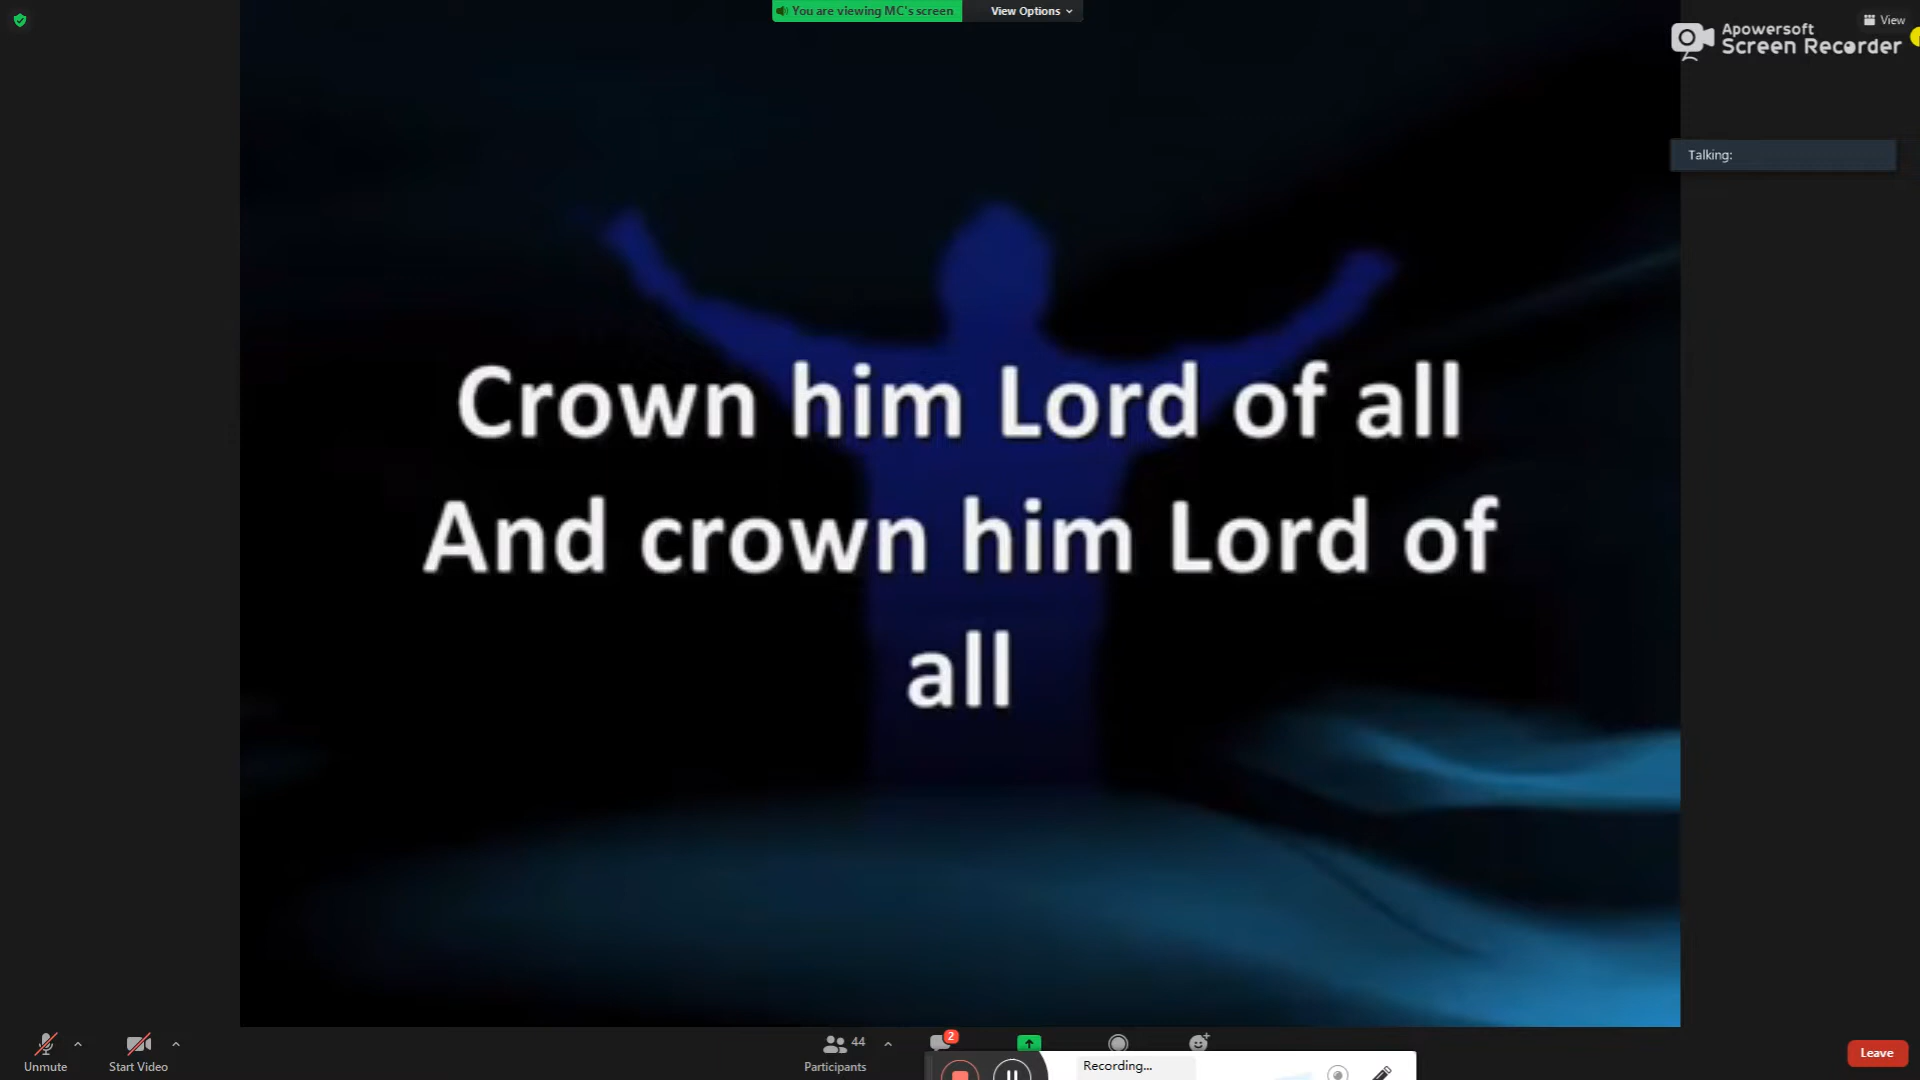 You are viewing MC's screen
View Options
View
Apowersoft
Screen Recorder
Talking:
Crown him Lord of all
And crown him Lord of
all
Unmute
Start Video
44
Participants
2
Recording...
Leave